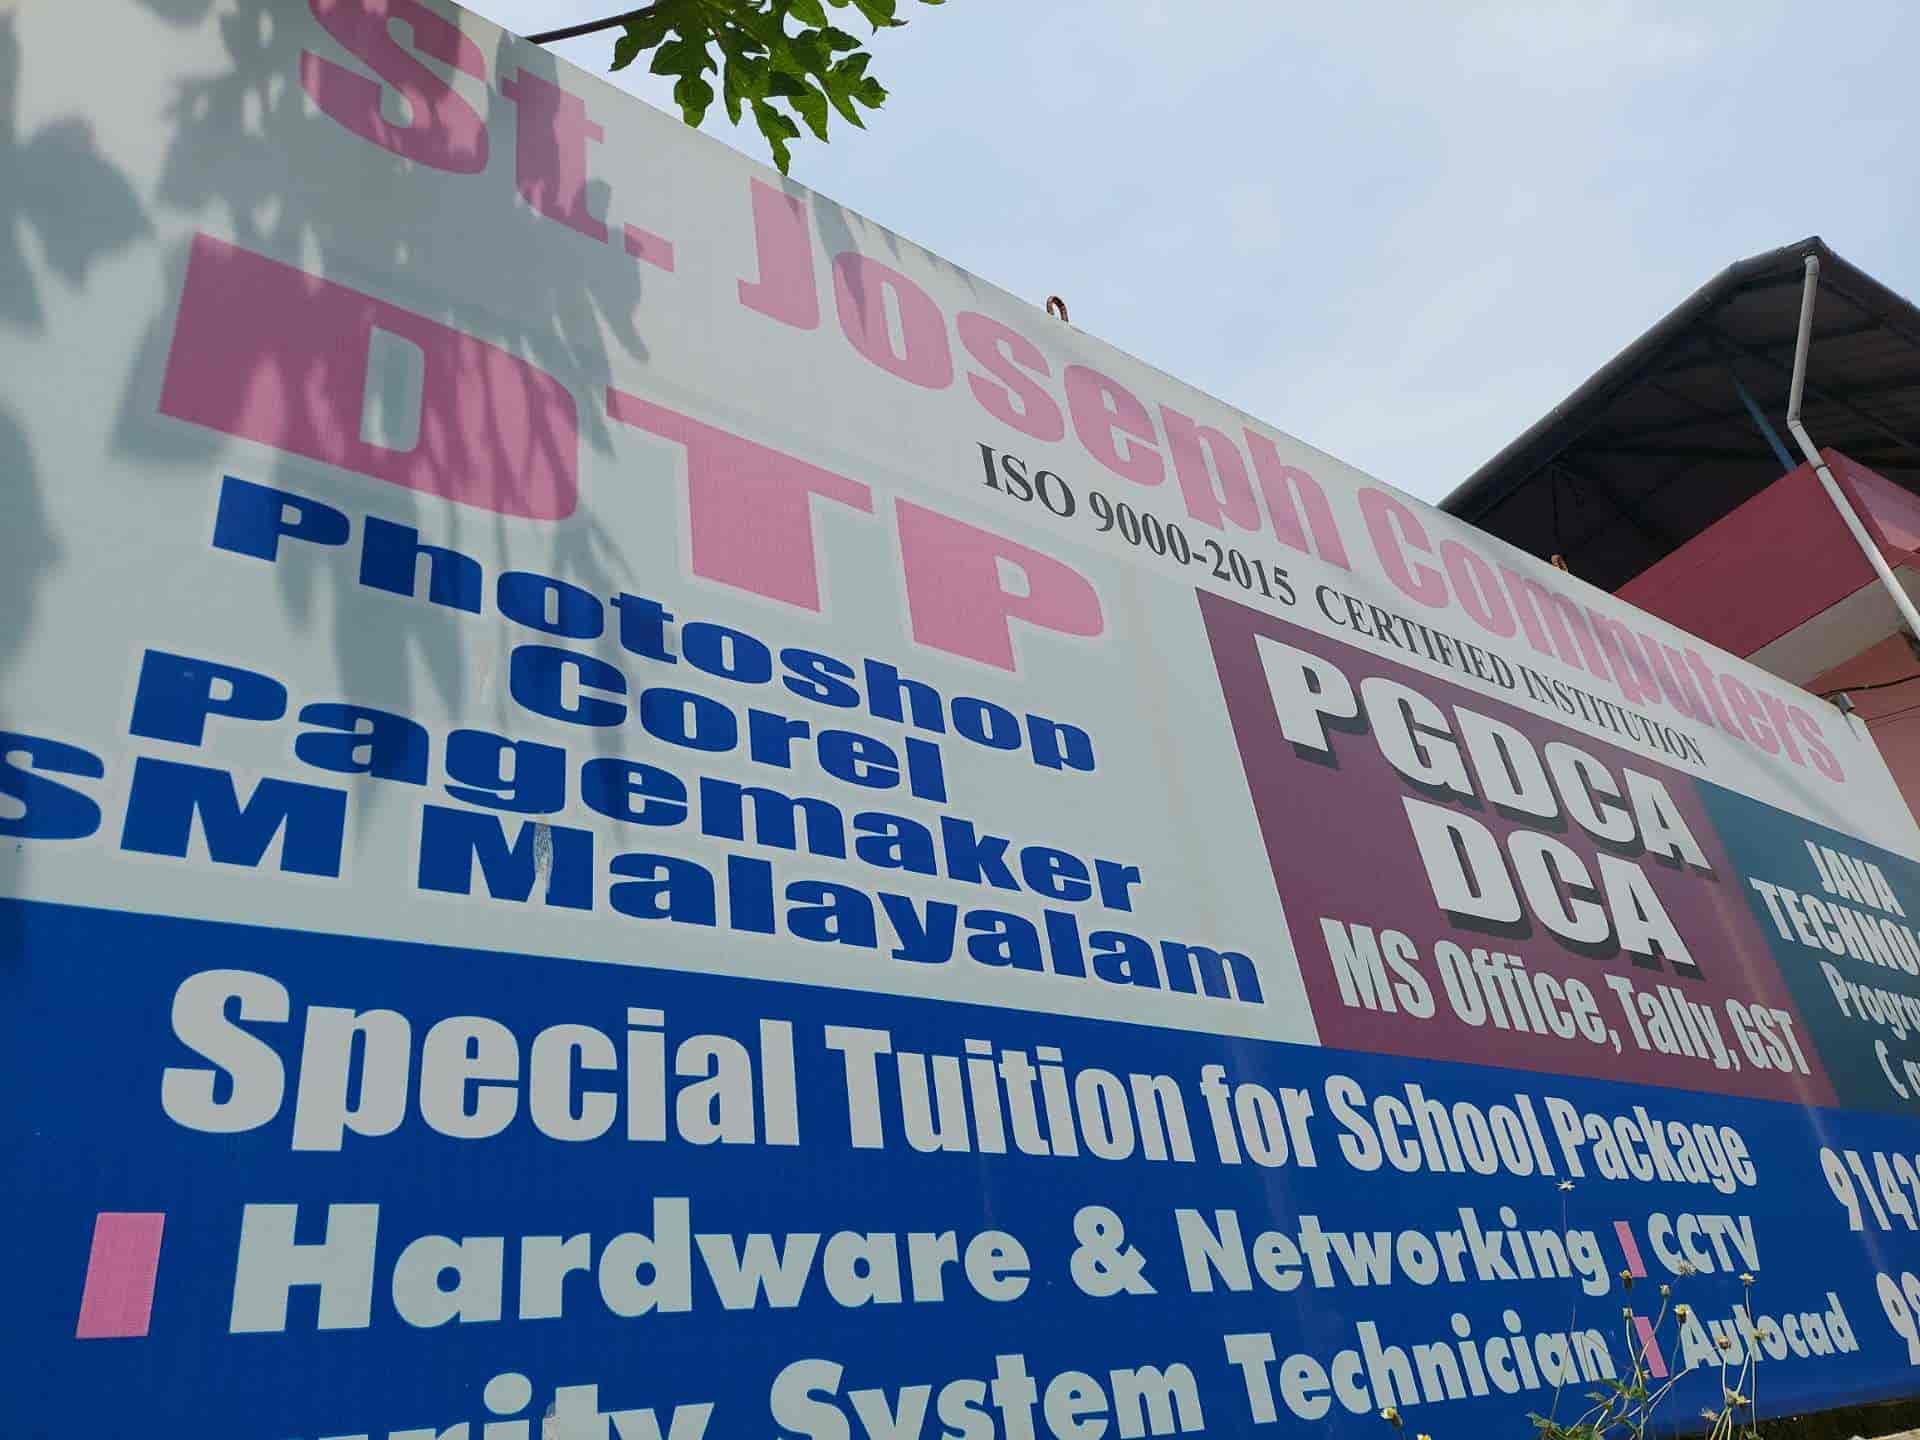 St. Joseph Computers
ISO 9000-2015 CERTIFIED INSTITUTION
DTP
Photoshop
Corel
Pagemaker
SM Malayalam
PGDCA
DCA
MS Office, Tally, GST
JAVA
Special Tuition for School Package
Hardware & Networking
CCTV
System Technician
Autocad